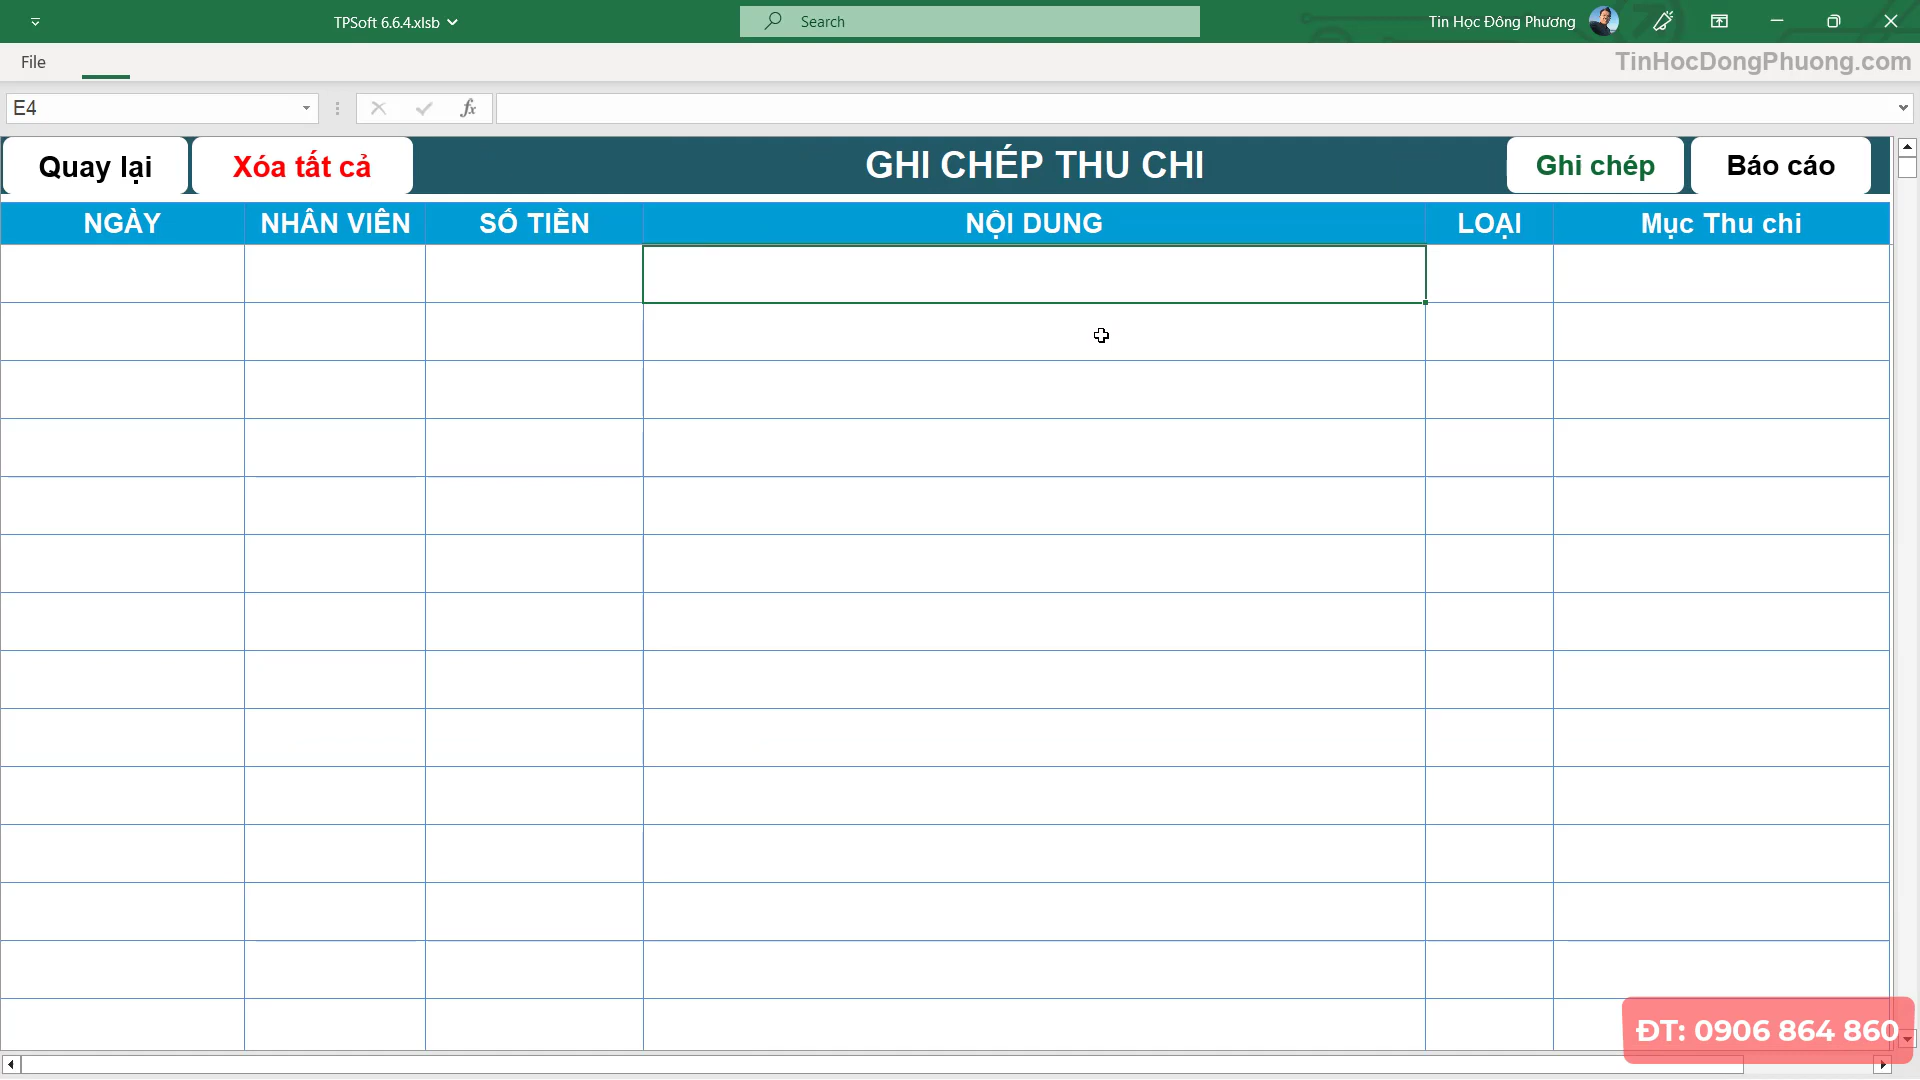 TPSoft 6.6.4.xlsb
Search
Tin Học Đông Phương
File
TinHocDongPhuong.com
E4
fx
Quay lại
Xóa tất cả
GHI CHÉP THU CHI
Ghi chép
Báo cáo
NGÀY
NHÂN VIÊN
SỐ TIỀN
NỘI DUNG
LOẠI
Mục Thu chi
ĐT: 0906 864 860